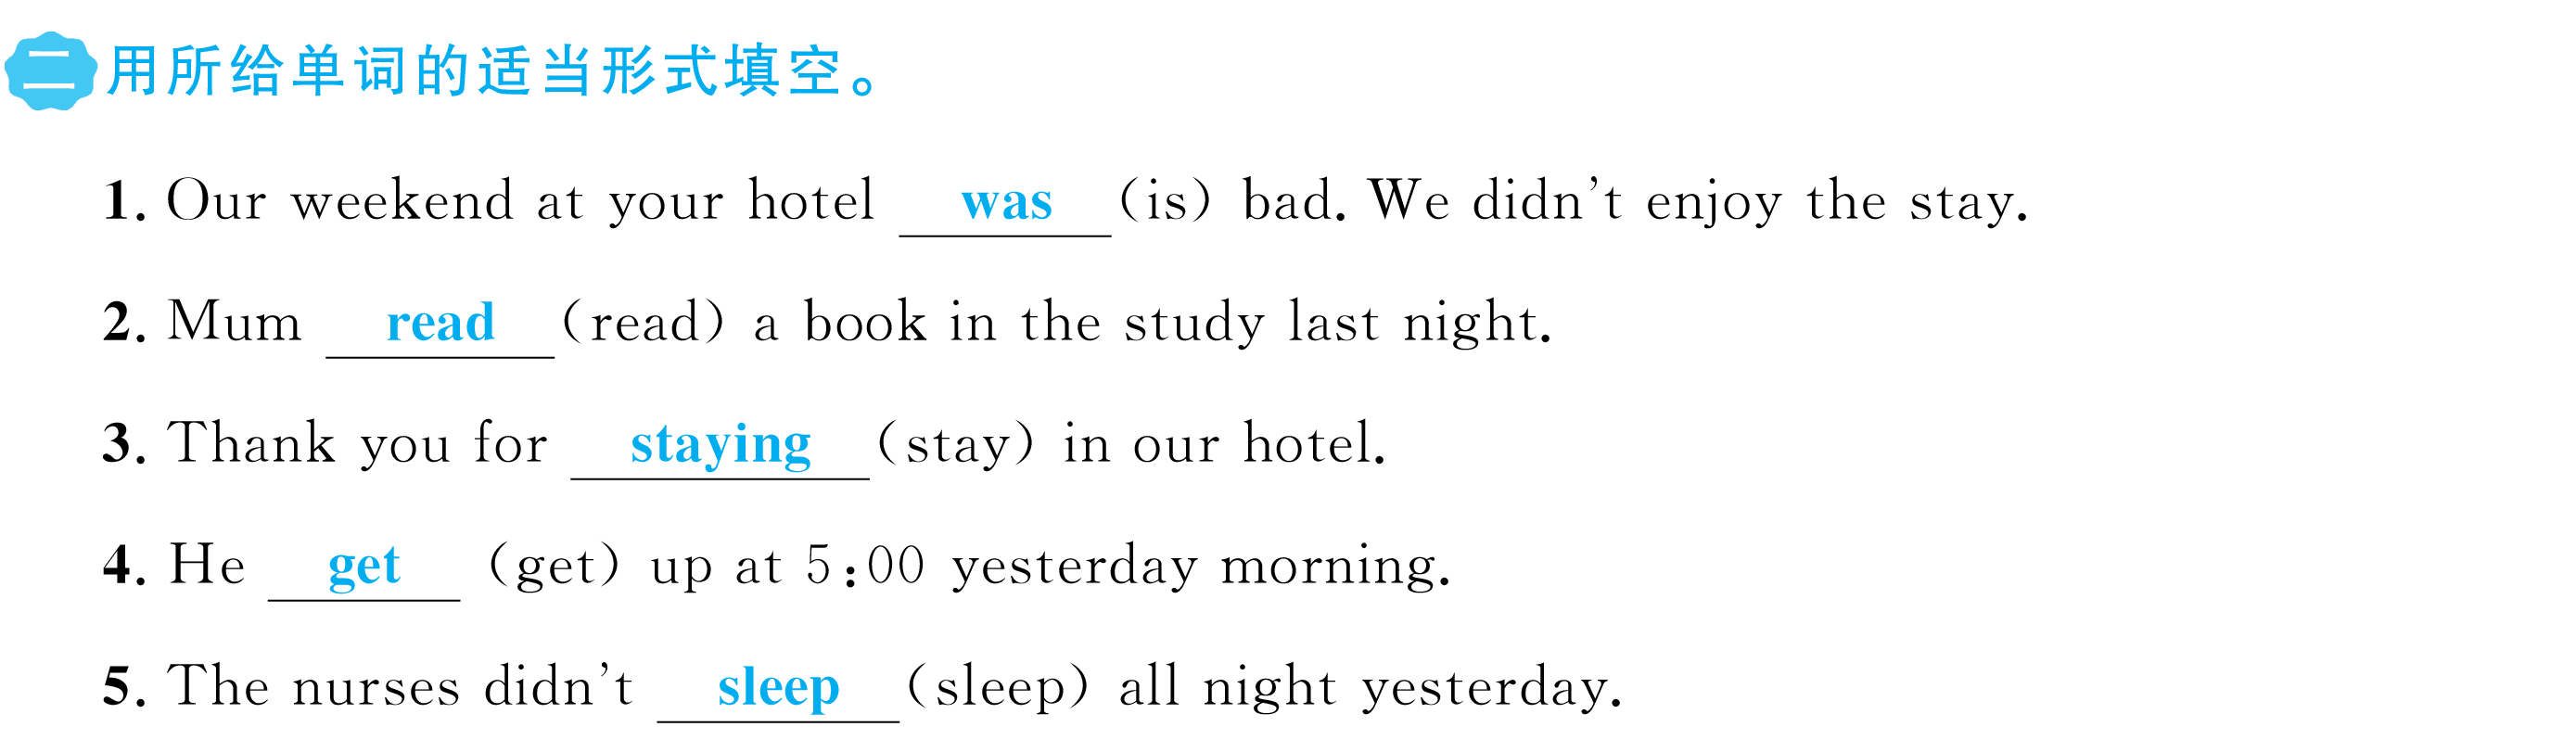 二 用所给单词的适当形式填空。
1. Our weekend at your hotel was (is) bad. We didn't enjoy the stay.
2. Mum read (read) a book in the study last night.
3. Thank you for staying (stay) in our hotel.
4. He get (get) up at 5:00 yesterday morning.
5. The nurses didn't sleep (sleep) all night yesterday.